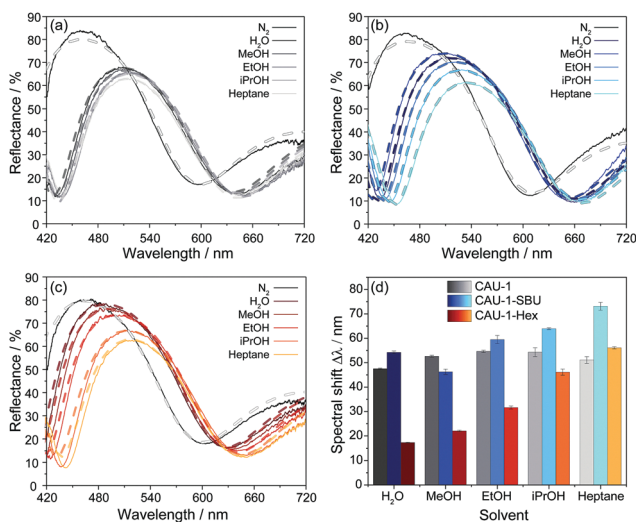 (a)
N₂
H₂O
MeOH
EtOH
iPrOH
Heptane
Reflectance / %
90
80
70
60
50
40
30
20
10
0
420 480 540 600 660 720
Wavelength / nm
(b)
N₂
H₂O
MeOH
EtOH
iPrOH
Heptane
Reflectance / %
90
80
70
60
50
40
30
20
10
0
420 480 540 600 660 720
Wavelength / nm
(c)
N₂
H₂O
MeOH
EtOH
iPrOH
Heptane
Reflectance / %
90
80
70
60
50
40
30
20
10
0
420 480 540 600 660 720
Wavelength / nm
(d)
CAU-1
CAU-1-SBU
CAU-1-Hex
Spectral shift Δλ / nm
90
80
70
60
50
40
30
20
10
0
H₂O MeOH EtOH iPrOH Heptane
Solvent